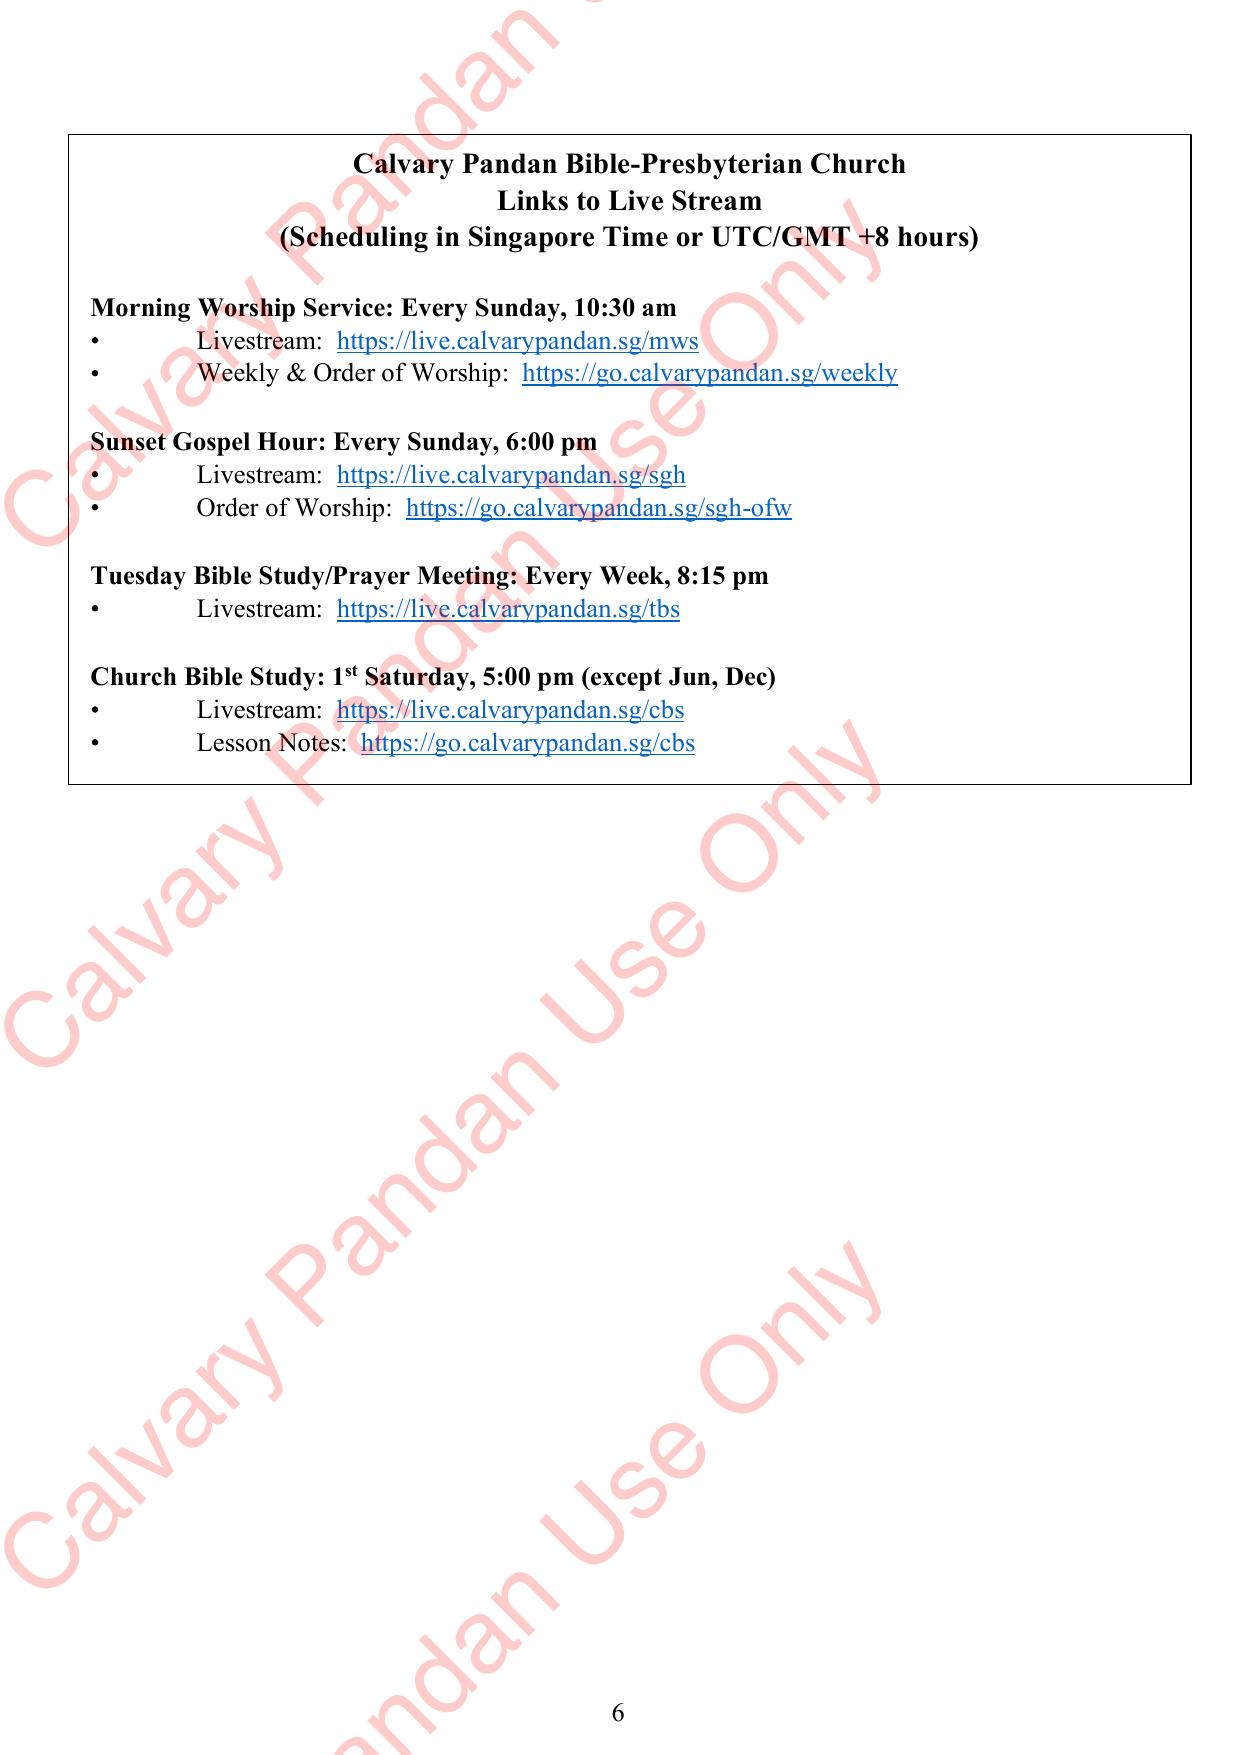 Calvary Pandan Bible-Presbyterian Church
Links to Live Stream
(Scheduling in Singapore Time or UTC/GMT +8 hours)
Morning Worship Service: Every Sunday, 10:30 am
• Livestream: https://live.calvarypandan.sg/mws
• Weekly & Order of Worship: https://go.calvarypandan.sg/weekly
Sunset Gospel Hour: Every Sunday, 6:00 pm
• Livestream: https://live.calvarypandan.sg/sgh
• Order of Worship: https://go.calvarypandan.sg/sgh-ofw
Tuesday Bible Study/Prayer Meeting: Every Week, 8:15 pm
• Livestream: https://live.calvarypandan.sg/tbs
Church Bible Study: 1st Saturday, 5:00 pm (except Jun, Dec)
• Livestream: https://live.calvarypandan.sg/cbs
• Lesson Notes: https://go.calvarypandan.sg/cbs
Calvary Pandan
Calvary Pandan Use Only
Calvary Pandan Use Only
Pandan Use Only
6